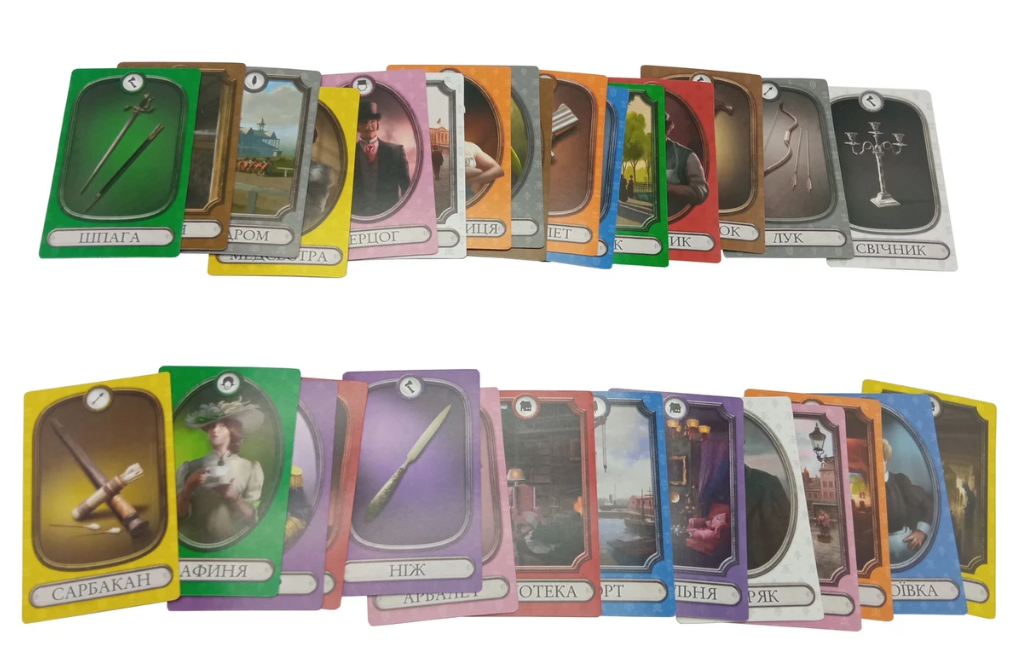 ШПАГА
АРОМ
МЕДСЕСТРА
ЕРЦОГ
ИЦЯ
ЛЕТ
К
ИК
ОК
ЛУК
СВІЧНИК
САРБАКАН
АФИНЯ
НІЖ
АРБАЛЕТ
ОТЕКА
ОРТ
ЛЬНЯ
РЯК
ОЇВКА